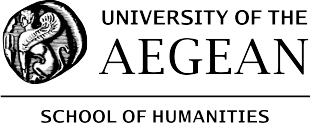 UNIVERSITY OF THE
AEGEAN
SCHOOL OF HUMANITIES